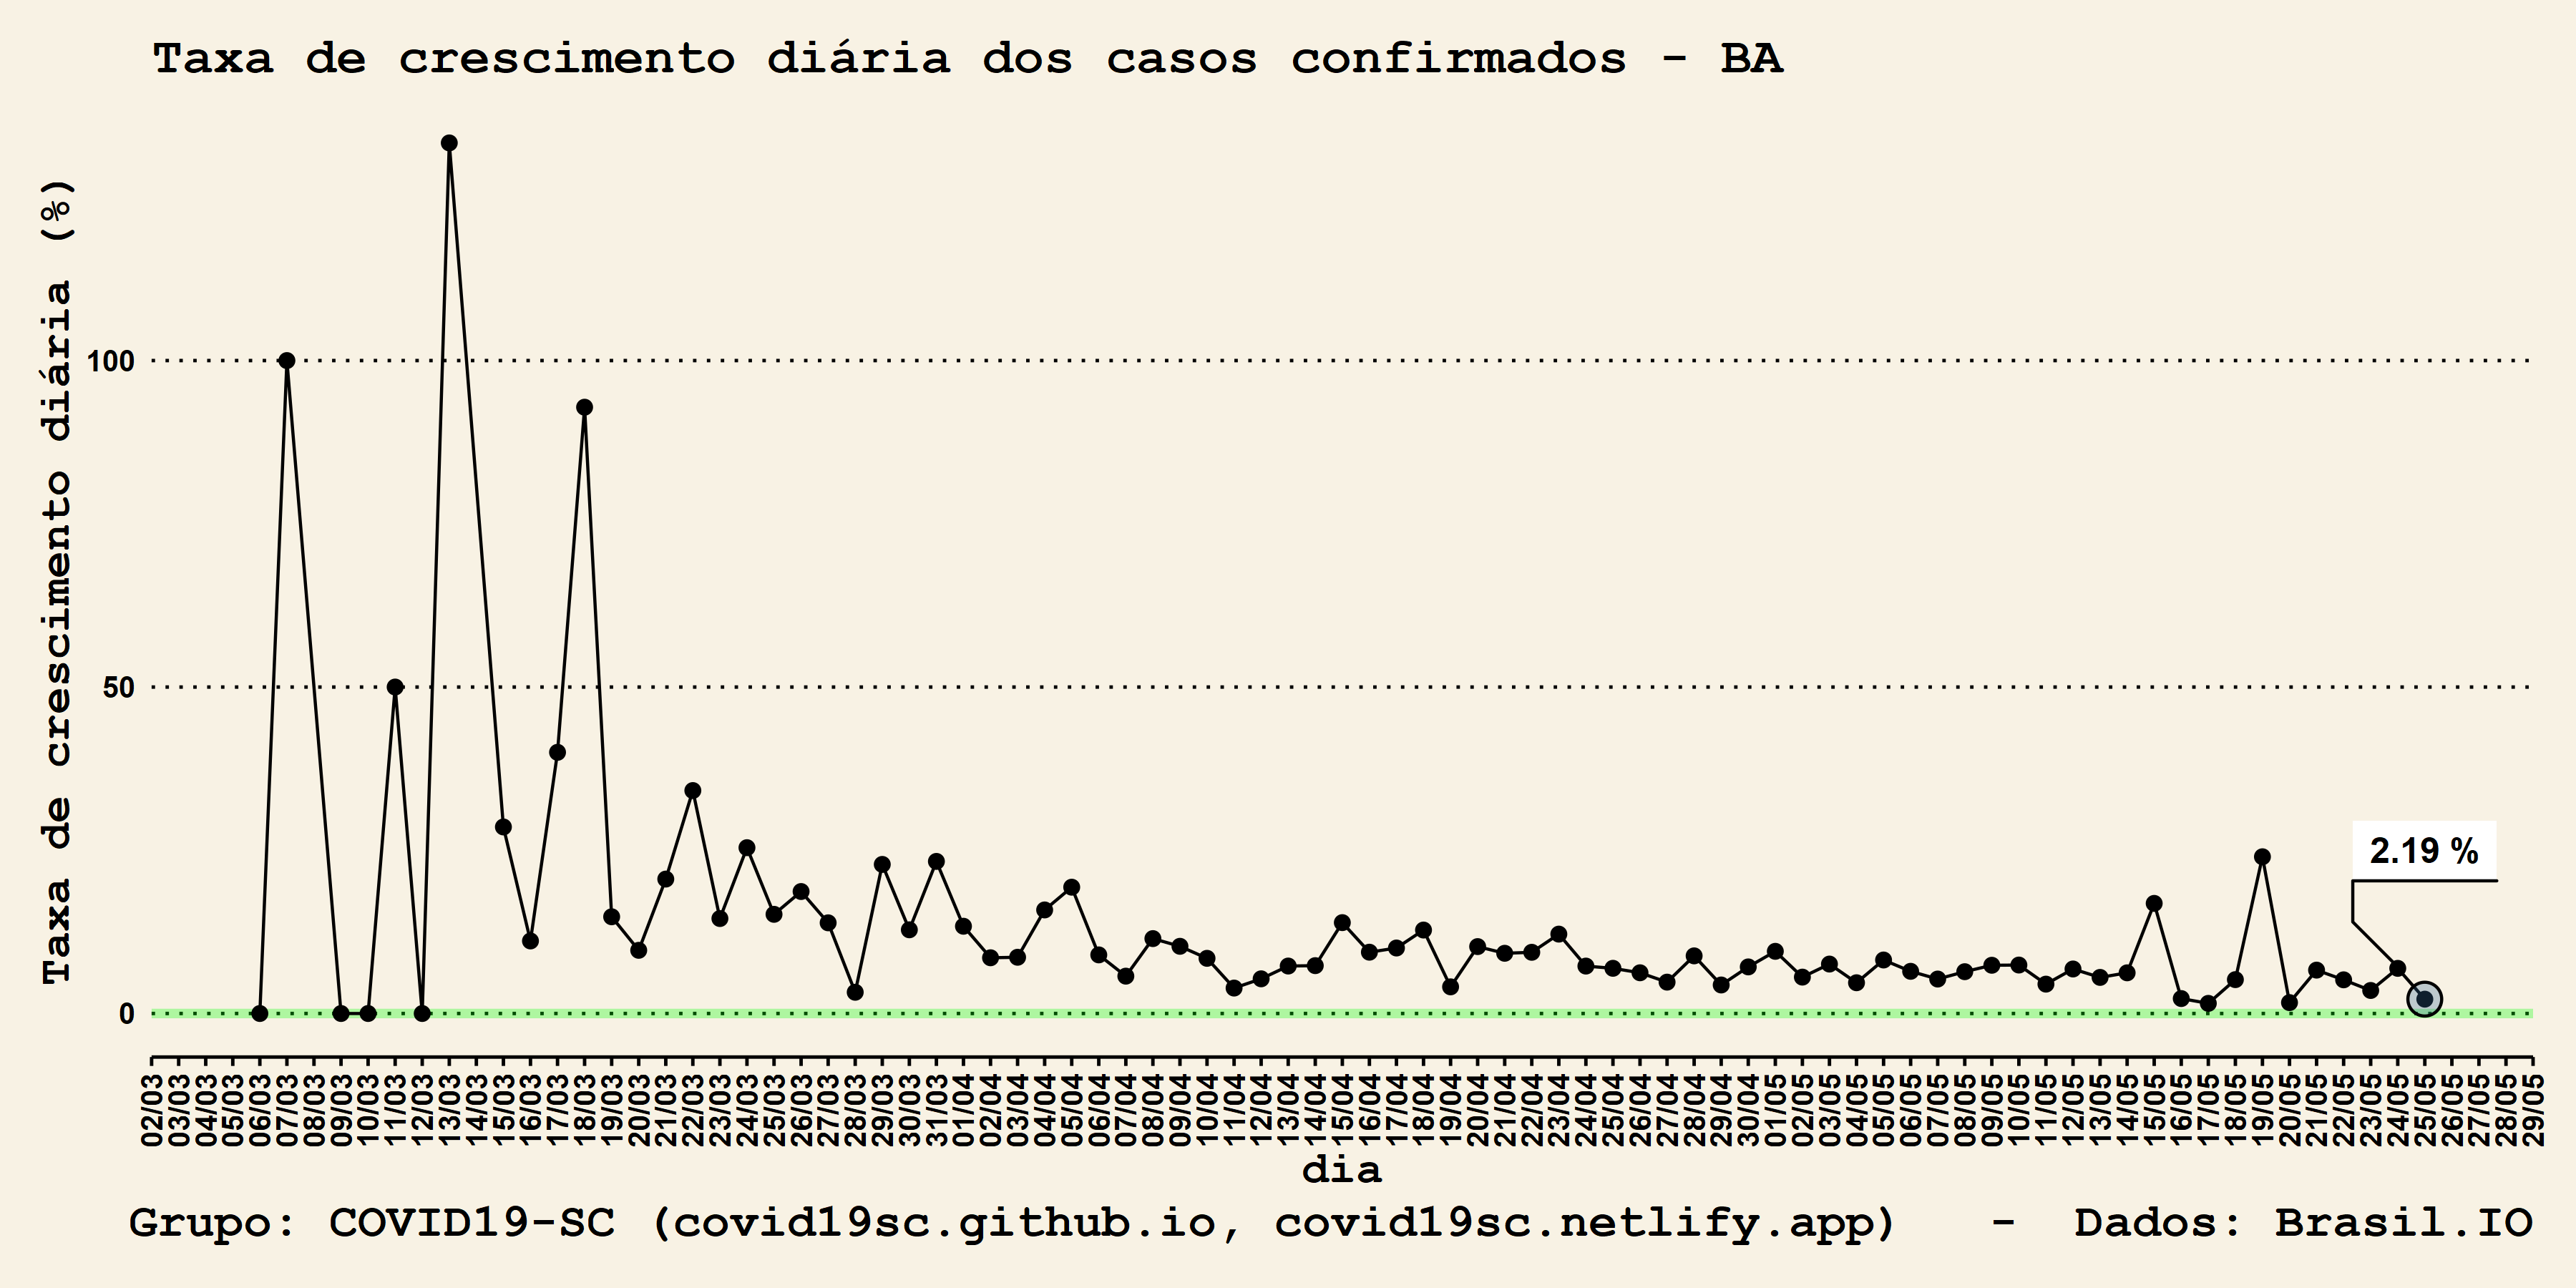 Taxa de crescimento diária dos casos confirmados - BA
Taxa de crescimento diária (%)
100
50
0
2.19 %
02/03 03/03 04/03 05/03 06/03 07/03 08/03 09/03 10/03 11/03 12/03 13/03 14/03 15/03 16/03 17/03 18/03 19/03 20/03 21/03 22/03 23/03 24/03 25/03 26/03 27/03 28/03 29/03 30/03 31/03 01/04 02/04 03/04 04/04 05/04 06/04 07/04 08/04 09/04 10/04 11/04 12/04 13/04 14/04 15/04 16/04 17/04 18/04 19/04 20/04 21/04 22/04 23/04 24/04 25/04 26/04 27/04 28/04 29/04 30/04 01/05 02/05 03/05 04/05 05/05 06/05 07/05 08/05 09/05 10/05 11/05 12/05 13/05 14/05 15/05 16/05 17/05 18/05 19/05 20/05 21/05 22/05 23/05 24/05 25/05 26/05 27/05 28/05 29/05
dia
Grupo: COVID19-SC (covid19sc.github.io, covid19sc.netlify.app) - Dados: Brasil.IO